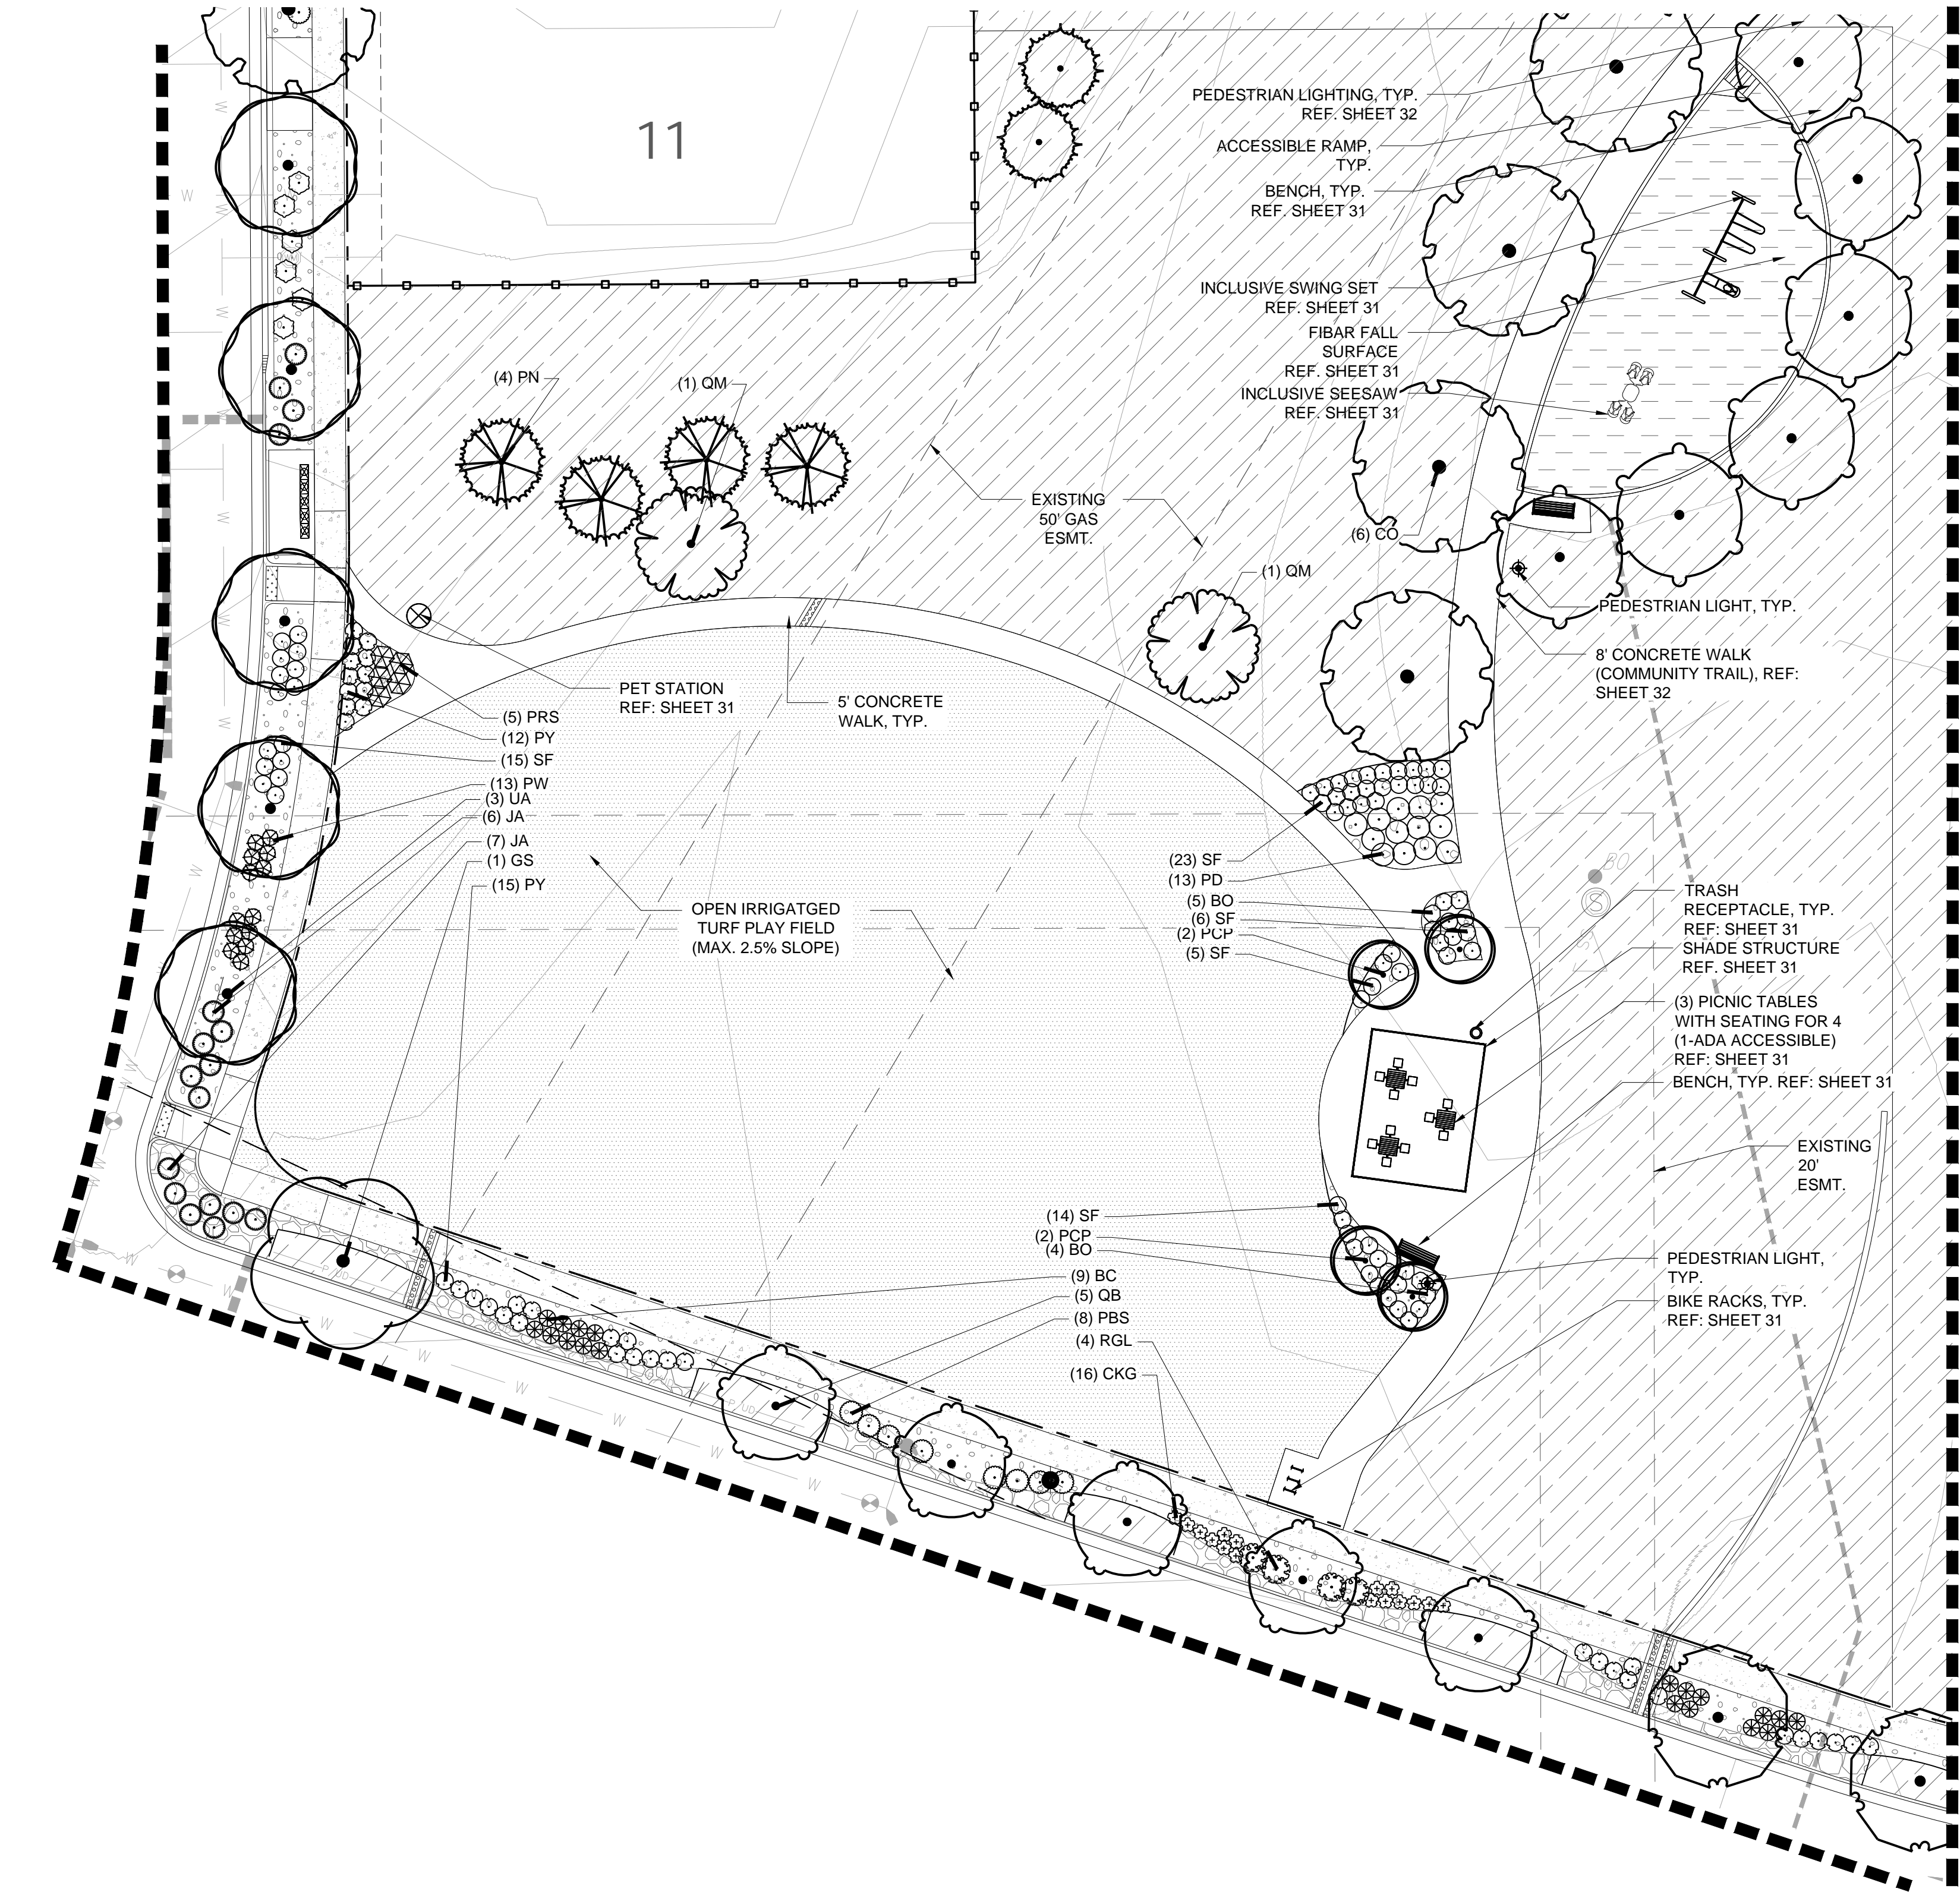 11
PEDESTRIAN LIGHTING, TYP.
REF. SHEET 32
ACCESSIBLE RAMP,
TYP.
BENCH, TYP.
REF. SHEET 31
INCLUSIVE SWING SET
REF. SHEET 31
FIBAR FALL
SURFACE
REF. SHEET 31
INCLUSIVE SEESAW
REF. SHEET 31
(4) PN
(1) QM
EXISTING
50' GAS
ESMT.
(6) CO
(1) QM
PEDESTRIAN LIGHT, TYP.
8' CONCRETE WALK
(COMMUNITY TRAIL), REF:
SHEET 32
PET STATION
REF: SHEET 31
5' CONCRETE
WALK, TYP.
(5) PRS
(12) PY
(15) SF
(13) PW
(3) UA
(6) JA
(7) JA
(1) GS
(15) PY
OPEN IRRIGATGED
TURF PLAY FIELD
(MAX. 2.5% SLOPE)
(23) SF
(13) PD
(5) BO
(6) SF
(2) PCP
(5) SF
80
TRASH
RECEPTACLE, TYP.
REF: SHEET 31
SHADE STRUCTURE
REF. SHEET 31
(3) PICNIC TABLES
WITH SEATING FOR 4
(1-ADA ACCESSIBLE)
REF: SHEET 31
BENCH, TYP. REF: SHEET 31
EXISTING
20'
ESMT.
(14) SF
(2) PCP
(4) BO
(9) BC
(5) QB
(8) PBS
(4) RGL
(16) CKG
PEDESTRIAN LIGHT,
TYP.
BIKE RACKS, TYP.
REF: SHEET 31
W
W
W
W
W
W
W
W
W